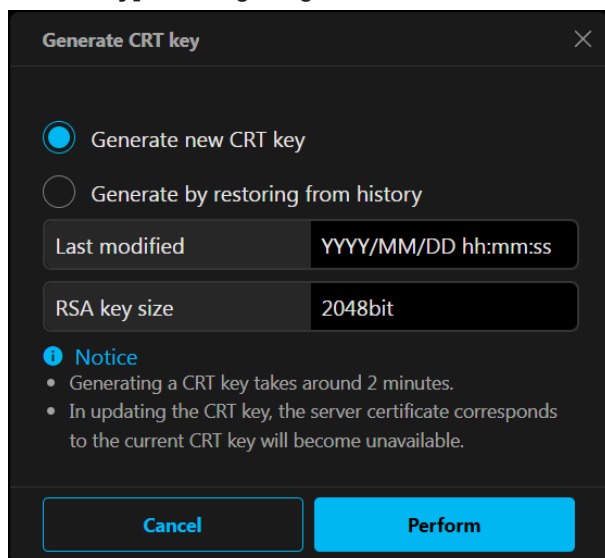 Generate CRT key
Generate new CRT key
Generate by restoring from history
Last modified YYYY/MM/DD hh:mm:ss
RSA key size 2048bit
Notice
• Generating a CRT key takes around 2 minutes.
• In updating the CRT key, the server certificate corresponds
to the current CRT key will become unavailable.
Cancel Perform